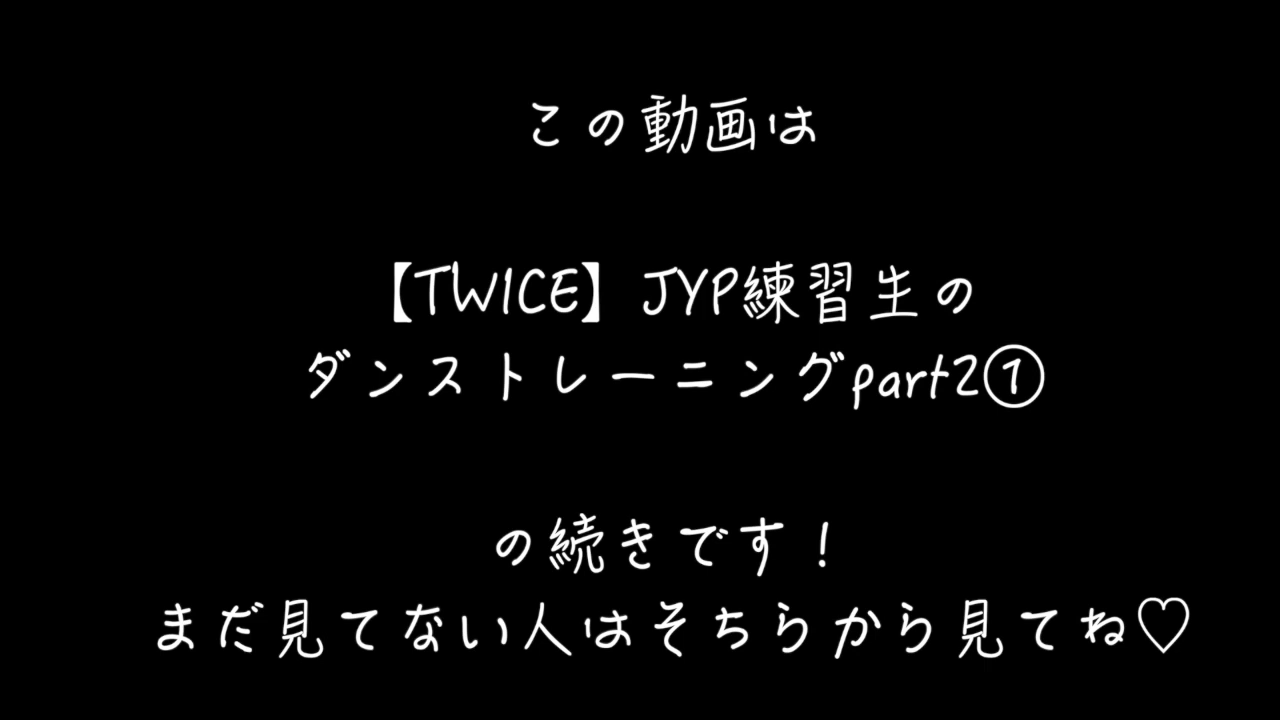 この動画は
【TWICE】JYP練習生の
ダンストレーニングpart2①
の続きです！
まだ見てない人はそちらから見てね♡